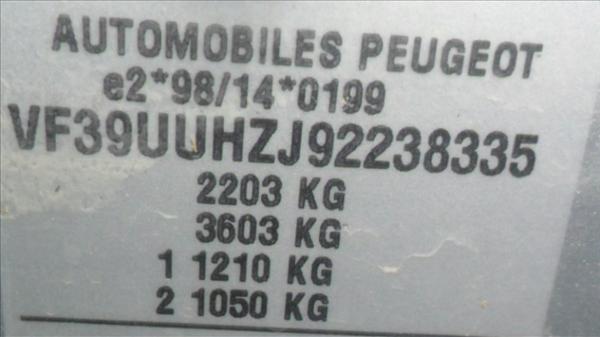 AUTOMOBILES PEUGEOT
e2*98/14*0199
VF39UUHZJ92238335
2203 KG
3603 KG
1 1210 KG
2 1050 KG